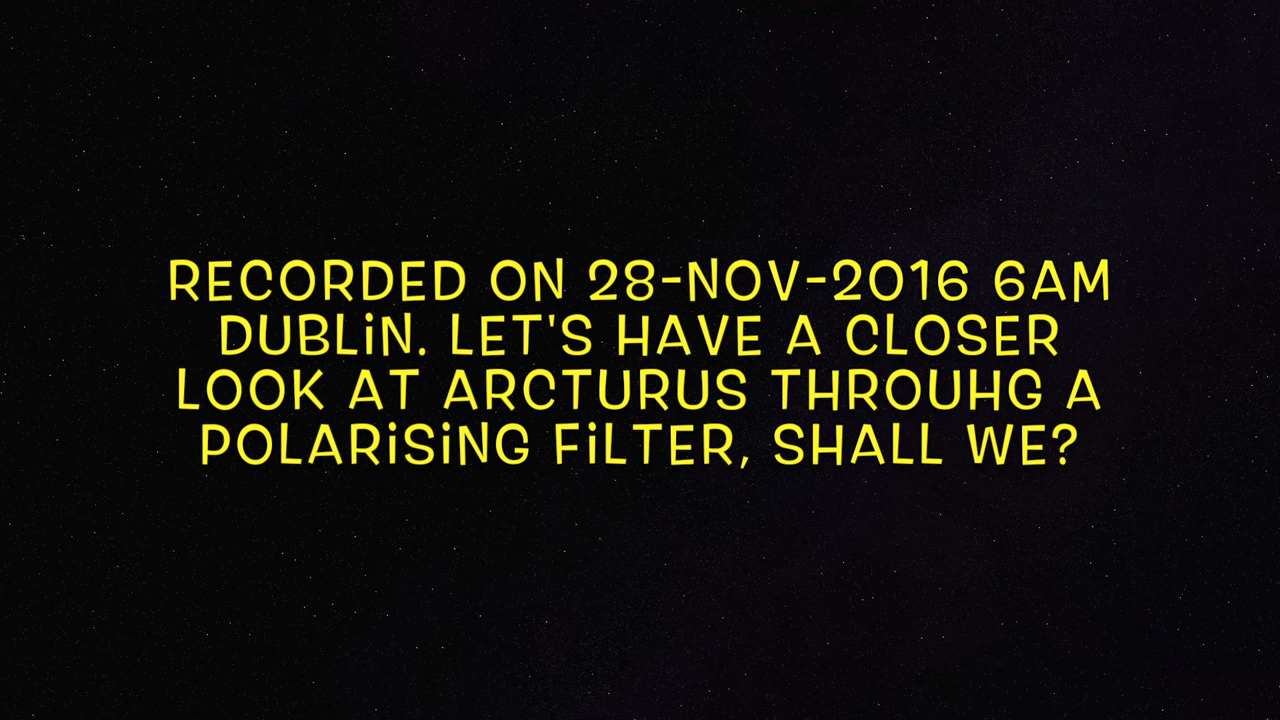 RECORDED ON 28-NOV-2016 6AM
DUBLiN. LET'S HAVE A CLOSER
LOOK AT ARCTURUS THROUHG A
POLARiSiNG FiLTER, SHALL WE?